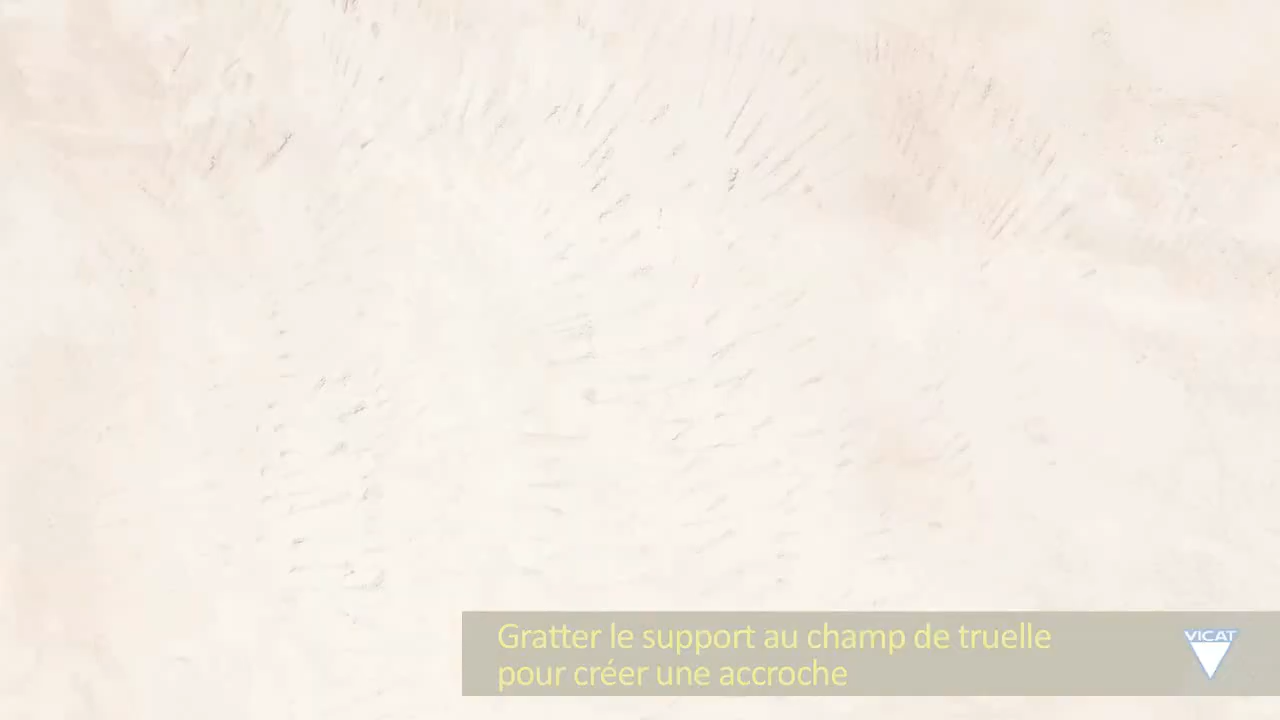 Gratter le support au champ de truelle
pour créer une accroche
VICAT